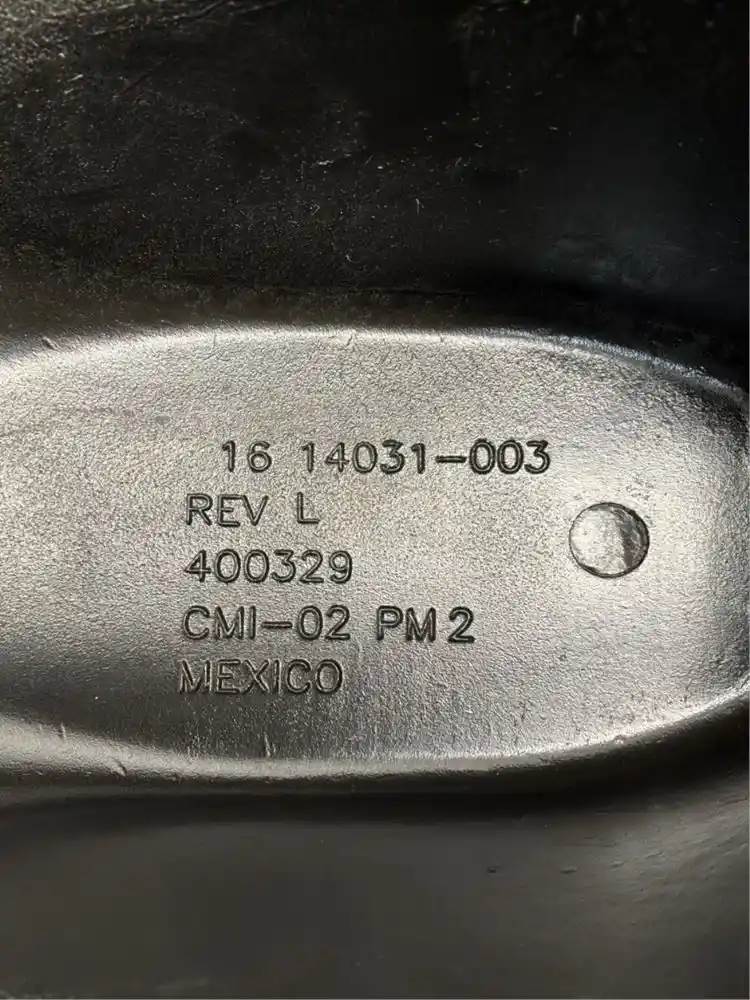 16 14031-003
REV L
400329
CMI-02 PM2
MEXICO